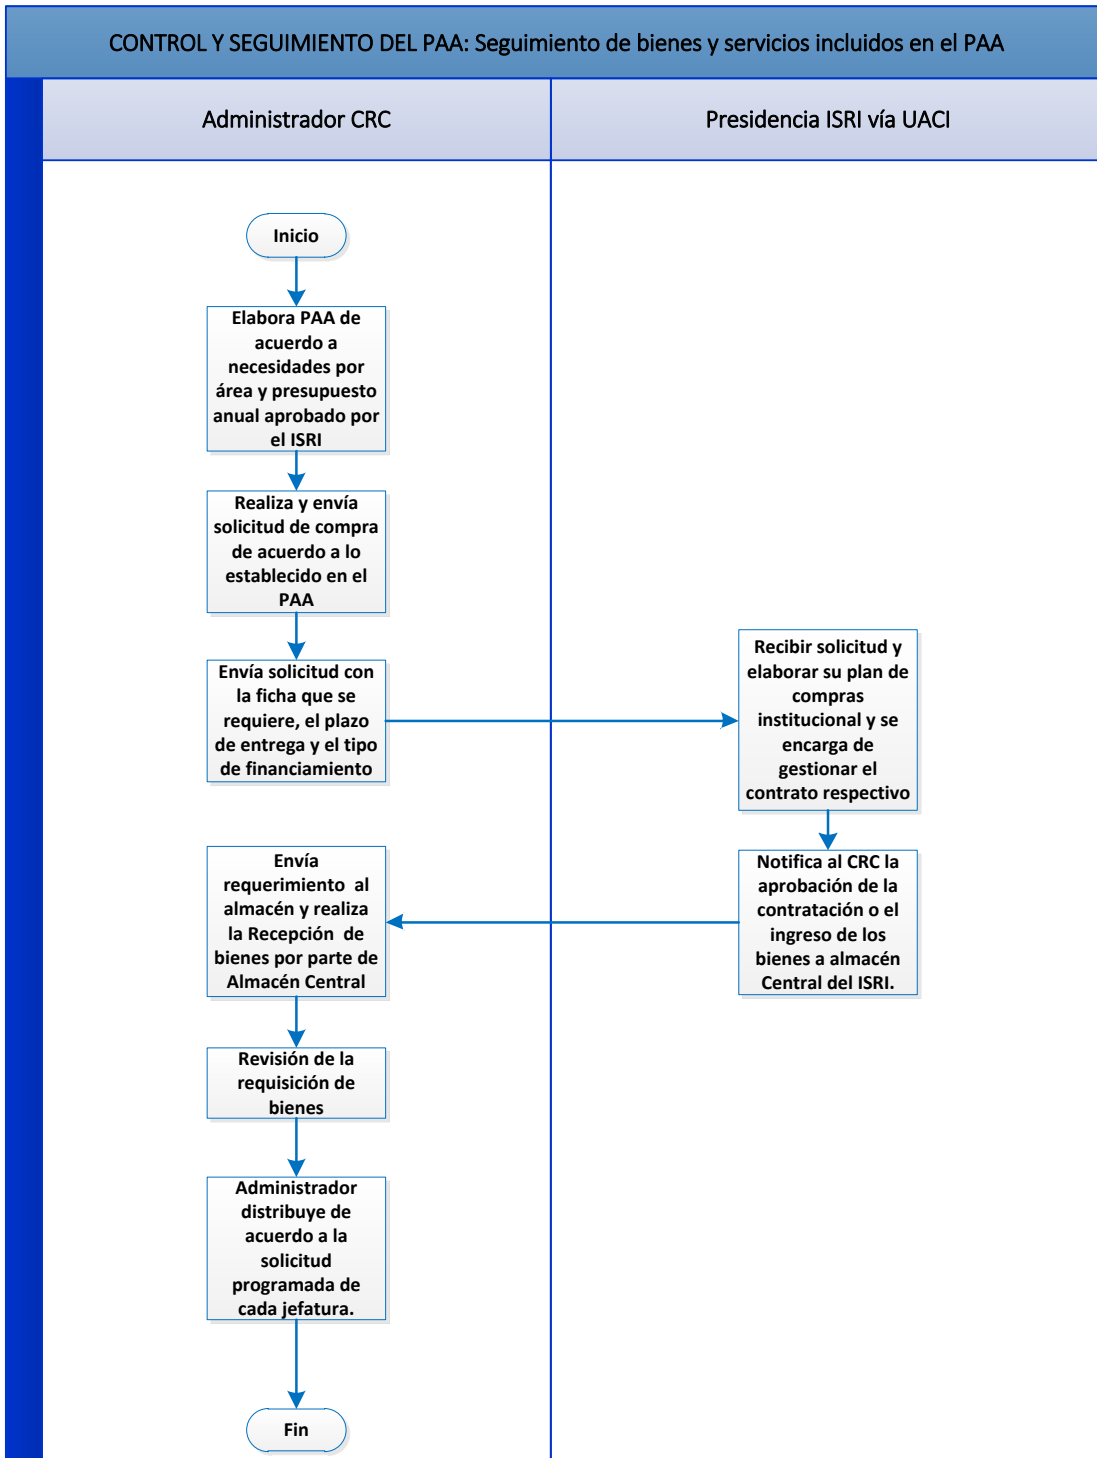 CONTROL Y SEGUIMIENTO DEL PAA: Seguimiento de bienes y servicios incluidos en el PAA
Administrador CRC
Presidencia ISRI vía UACI
Inicio
Elabora PAA de
acuerdo a
necesidades por
área y presupuesto
anual aprobado por
el ISRI
Realiza y envía
solicitud de compra
de acuerdo a lo
establecido en el
PAA
Envía solicitud con
la ficha que se
requiere, el plazo
de entrega y el tipo
de financiamiento
Recibir solicitud y
elaborar su plan de
compras
institucional y se
encarga de
gestionar el
contrato respectivo
Notifica al CRC la
aprobación de la
contratación o el
ingreso de los
bienes a almacén
Central del ISRI.
Envía
requerimiento al
almacén y realiza
la Recepción de
bienes por parte de
Almacén Central
Revisión de la
requisición de
bienes
Administrador
distribuye de
acuerdo a la
solicitud
programada de
cada jefatura.
Fin